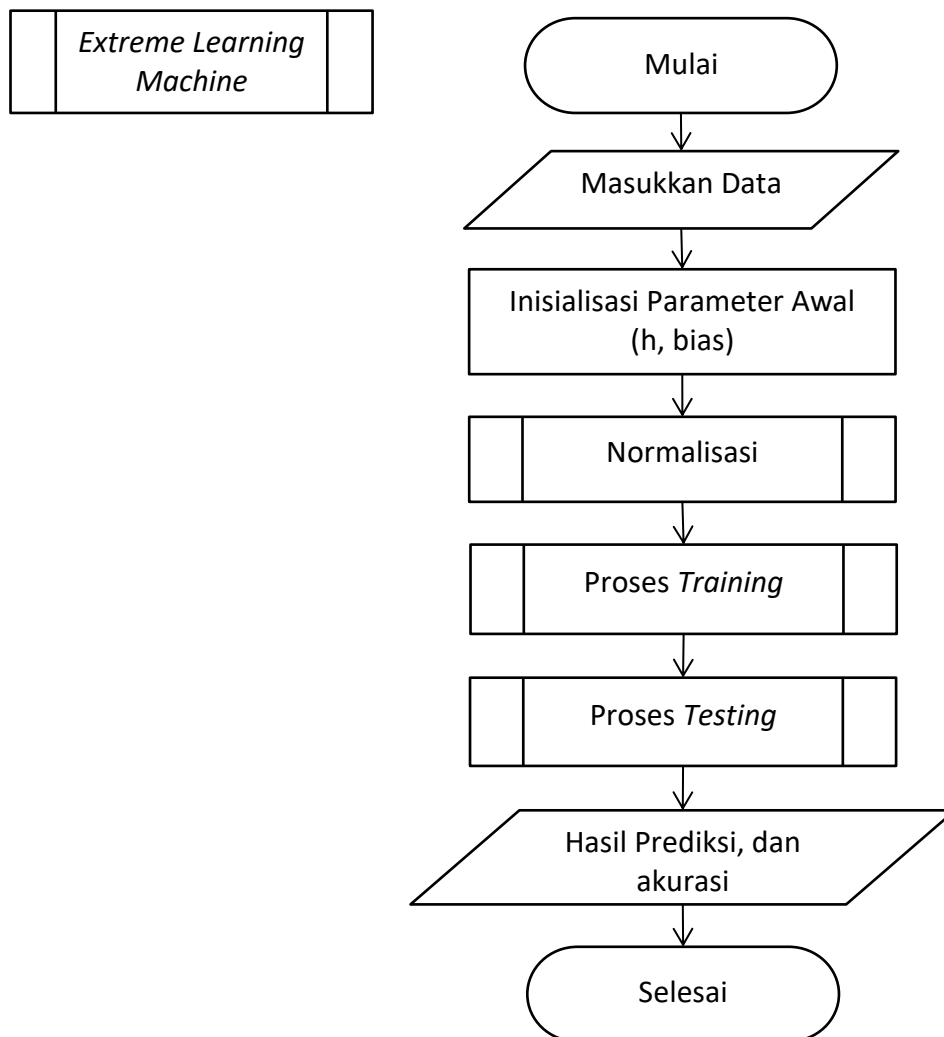 Extreme Learning
Machine
Mulai
Masukkan Data
Inisialisasi Parameter Awal
(h, bias)
Normalisasi
Proses Training
Proses Testing
Hasil Prediksi, dan
akurasi
Selesai